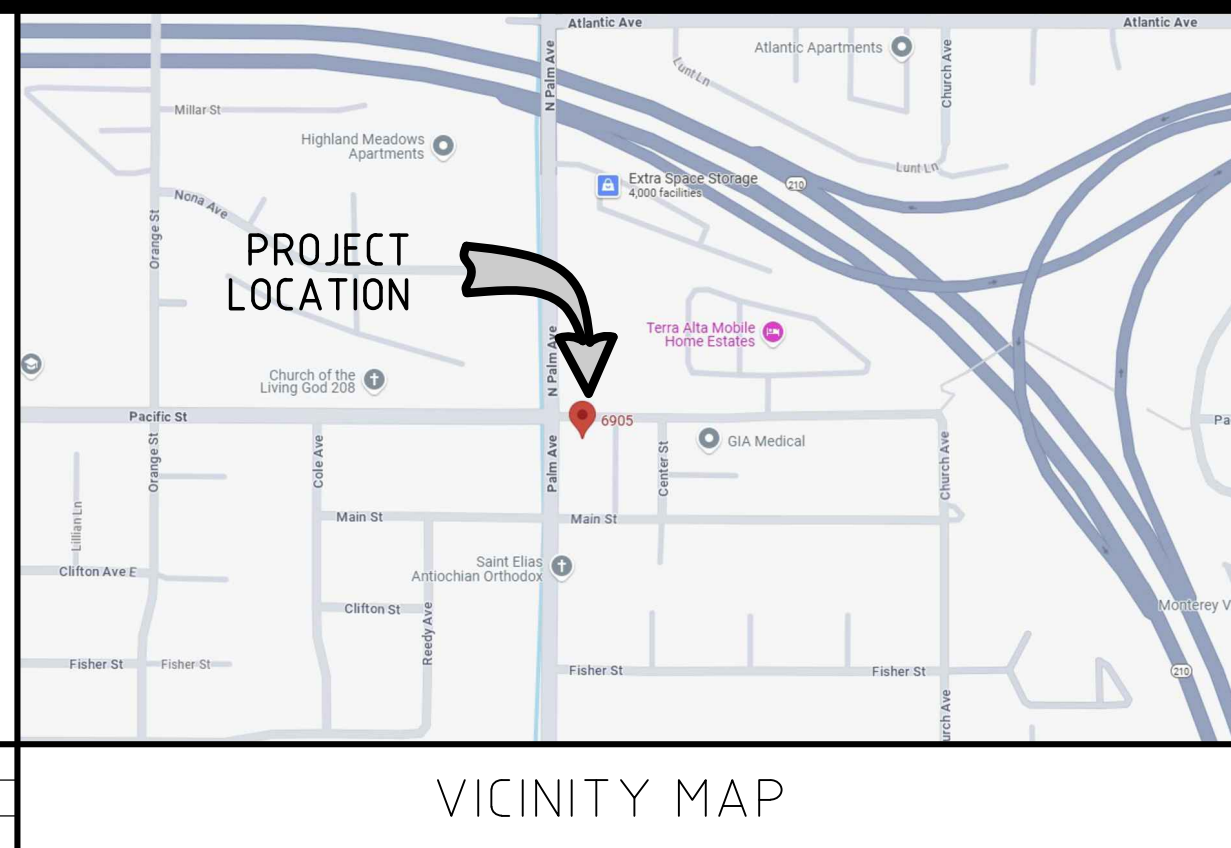 Atlantic Ave
Atlantic Ave
Atlantic Apartments
N Palm Ave
Church Ave
Lunt Ln
Millar St
Highland Meadows
Apartments
Lunt Ln
Extra Space Storage
4,000 facilities
210
Nona Ave
Orange St
PROJECT
LOCATION
Terra Alta Mobile
Home Estates
N Palm Ave
Church of the
Living God 208
Pacific St
6905
Pa
GIA Medical
Orange St
Cole Ave
Palm Ave
Center St
Church Ave
Lillian Ln
Main St
Main St
Saint Elias
Antiochian Orthodox
Clifton Ave E
Clifton St
Reedy Ave
Monterey V
Fisher St
Fisher St
Fisher St
Fisher St
210
urch Ave
VICINITY MAP